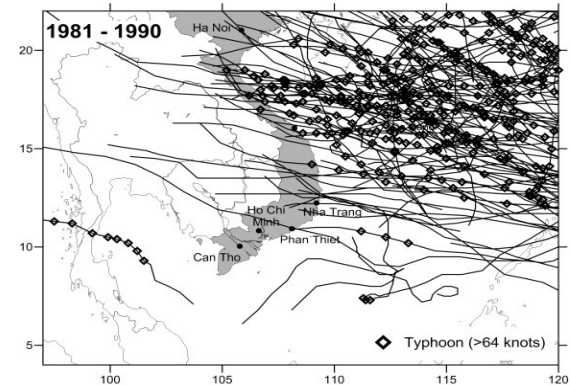 1981 - 1990
Ha Noi
20
15
Ho Chi
Minh
Nha Trang
10
Phan Thiet
Can Tho
Typhoon (>64 knots)
5
100
105
110
115
120